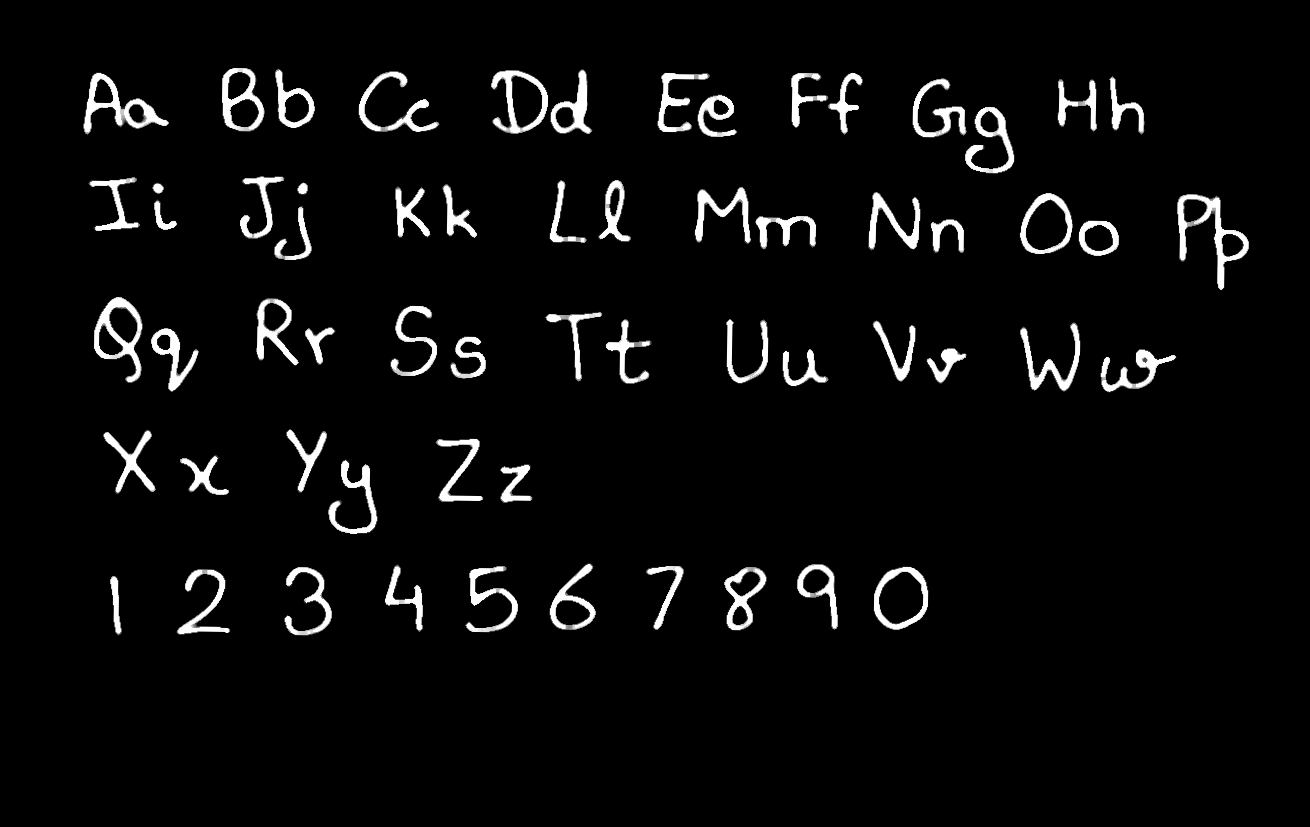 Aa Bb Cc Dd Ee Ff Gg Hh
Ii Jj Kk Ll Mm Nn Oo Pp
Qq Rr Ss Tt Uu Vv Ww
Xx Yy Zz
1 2 3 4 5 6 7 8 9 0